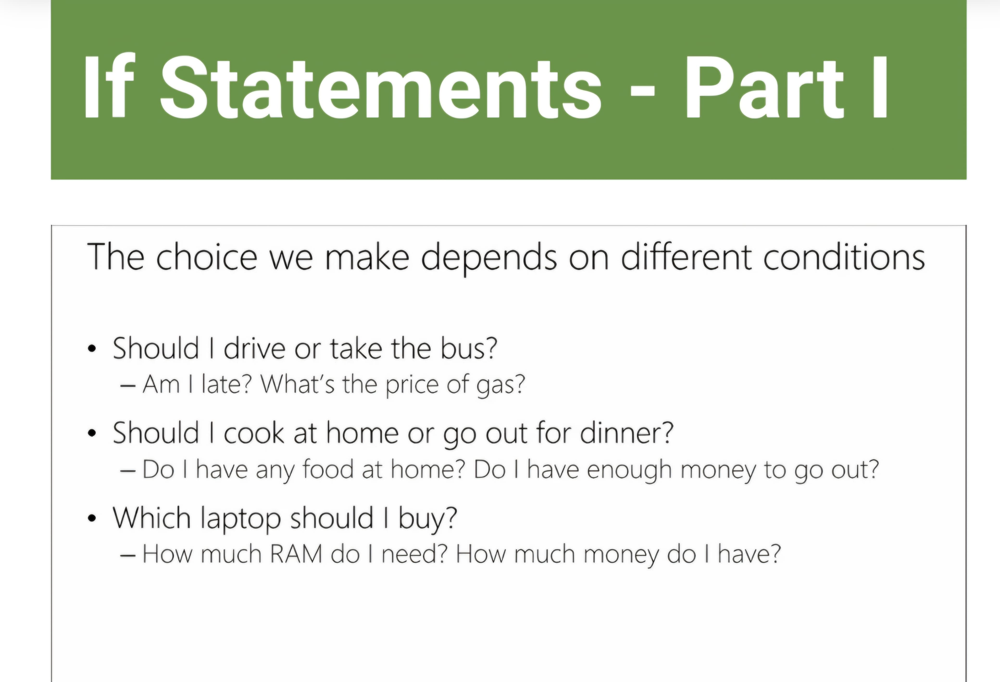 If Statements - Part I
The choice we make depends on different conditions
• Should I drive or take the bus?
– Am I late? What's the price of gas?
• Should I cook at home or go out for dinner?
– Do I have any food at home? Do I have enough money to go out?
• Which laptop should I buy?
– How much RAM do I need? How much money do I have?